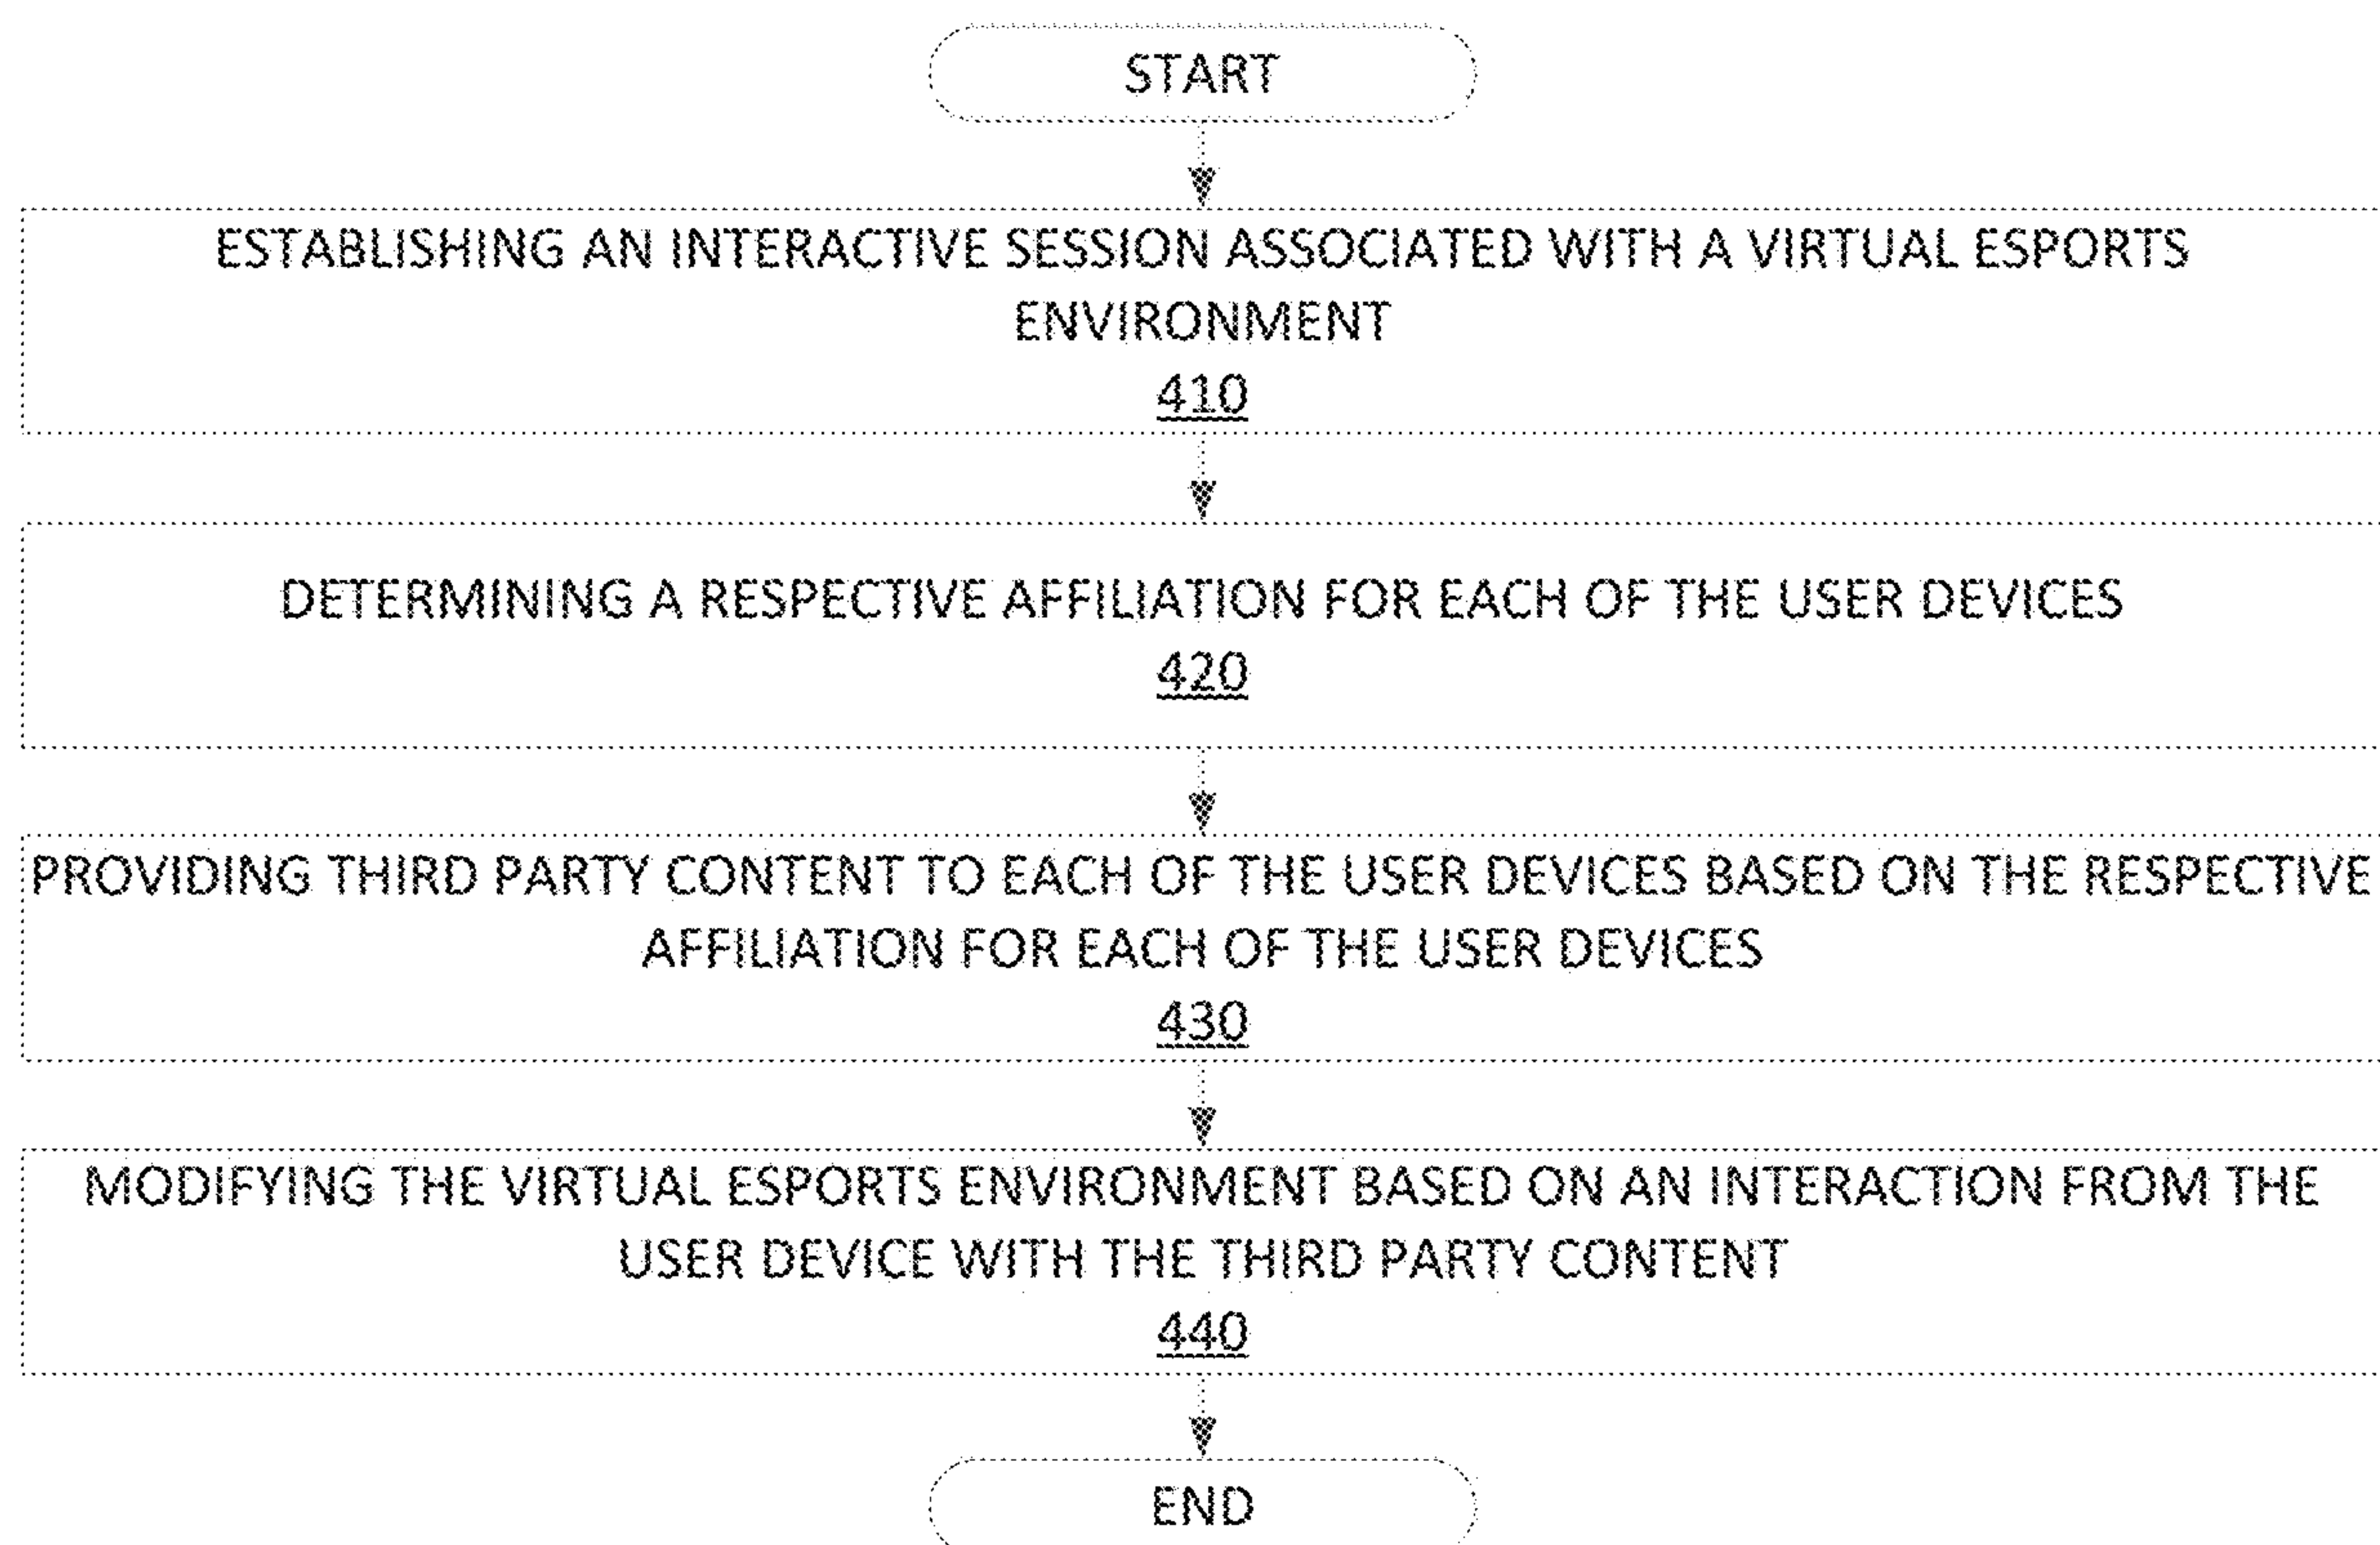 START
ESTABLISHING AN INTERACTIVE SESSION ASSOCIATED WITH A VIRTUAL ESPORTS
ENVIRONMENT
410
DETERMINING A RESPECTIVE AFFILIATION FOR EACH OF THE USER DEVICES
420
PROVIDING THIRD PARTY CONTENT TO EACH OF THE USER DEVICES BASED ON THE RESPECTIVE
AFFILIATION FOR EACH OF THE USER DEVICES
430
MODIFYING THE VIRTUAL ESPORTS ENVIRONMENT BASED ON AN INTERACTION FROM THE
USER DEVICE WITH THE THIRD PARTY CONTENT
440
END